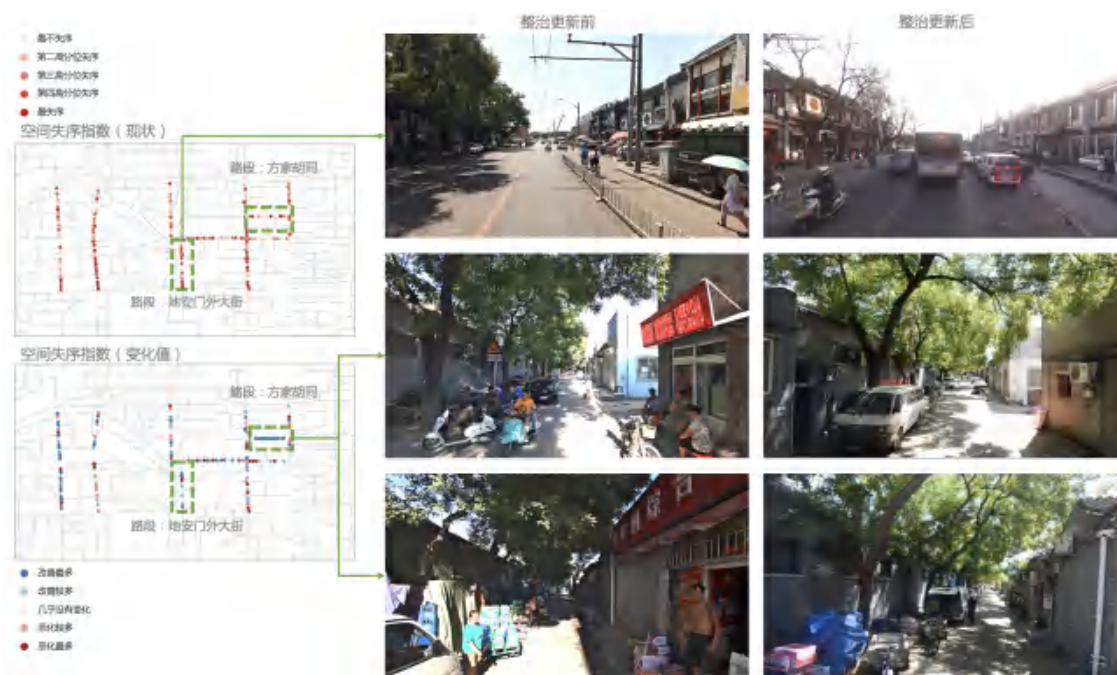 整治更新前
整治更新后
最不失序
第二高分位失序
第三高分位失序
第四高分位失序
最失序
空间失序指数（现状）
路段：方家胡同
路段：地安门外大街
空间失序指数（变化值）
路段：方家胡同
路段：地安门外大街
改善最多
改善较多
几乎没有变化
恶化较多
恶化最多